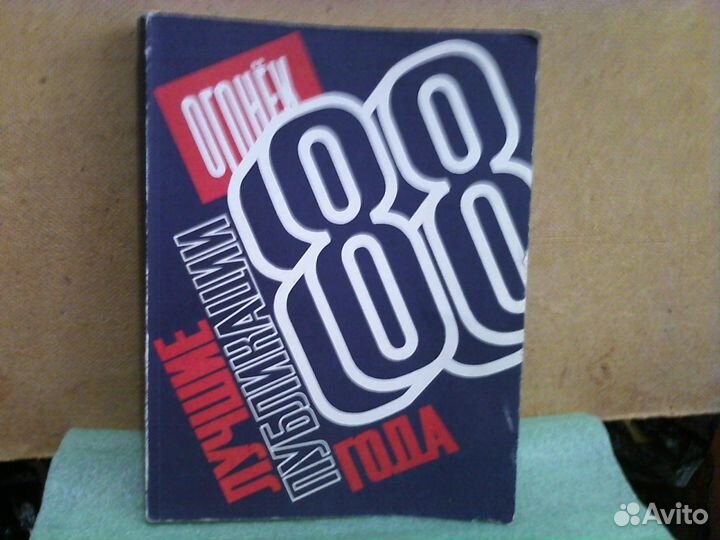 ОГОНЁК
88
ЛУЧШИЕ
ПУБЛИКАЦИИ
ГОДА
Avito